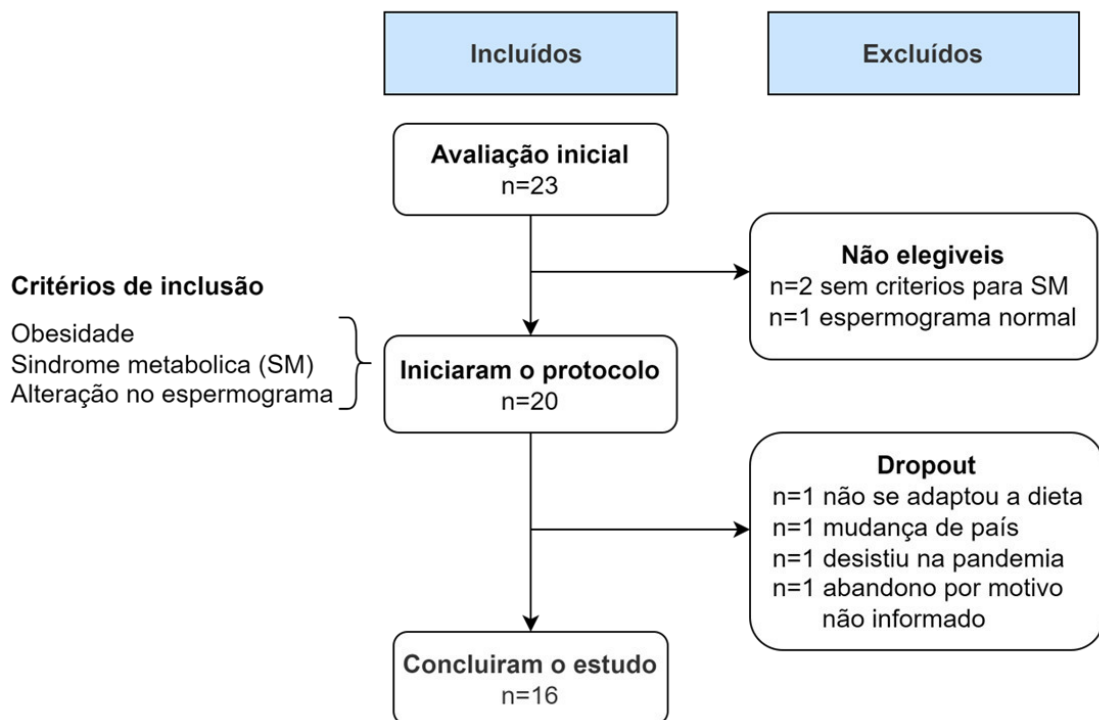 Incluídos
Excluídos
Avaliação inicial
n=23
Não elegiveis
n=2 sem criterios para SM
n=1 espermograma normal
Critérios de inclusão
Obesidade
Sindrome metabolica (SM)
Alteração no espermograma
Iniciaram o protocolo
n=20
Dropout
n=1 não se adaptou a dieta
n=1 mudança de país
n=1 desistiu na pandemia
n=1 abandono por motivo
não informado
Concluiram o estudo
n=16